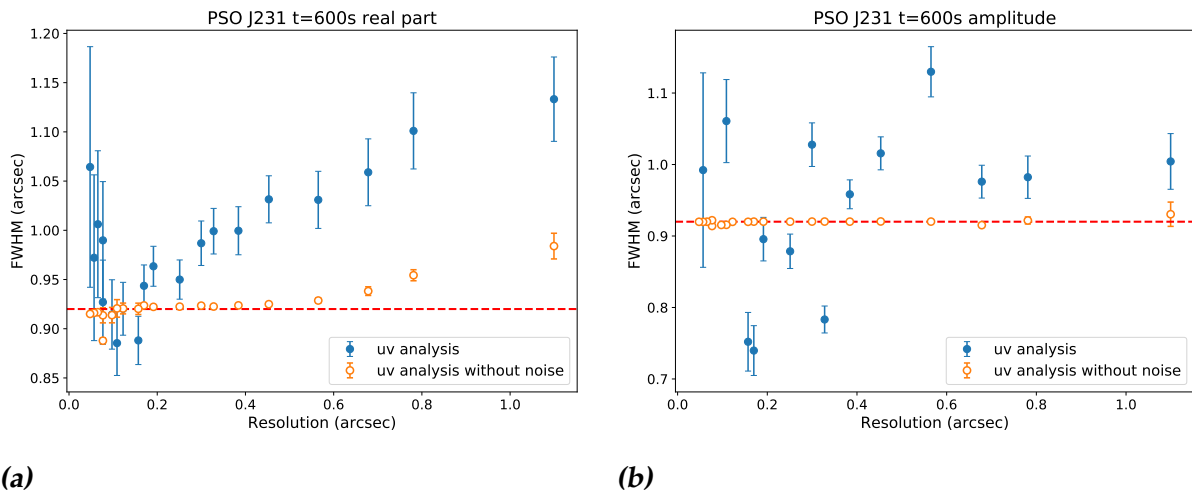 PSO J231 t=600s real part
1.20
1.15
1.10
1.05
1.00
0.95
0.90
0.85
FWHM (arcsec)
0.0 0.2 0.4 0.6 0.8 1.0
Resolution (arcsec)
uv analysis
uv analysis without noise
(a)
PSO J231 t=600s amplitude
1.1
1.0
0.9
0.8
0.7
FWHM (arcsec)
0.0 0.2 0.4 0.6 0.8 1.0
Resolution (arcsec)
uv analysis
uv analysis without noise
(b)